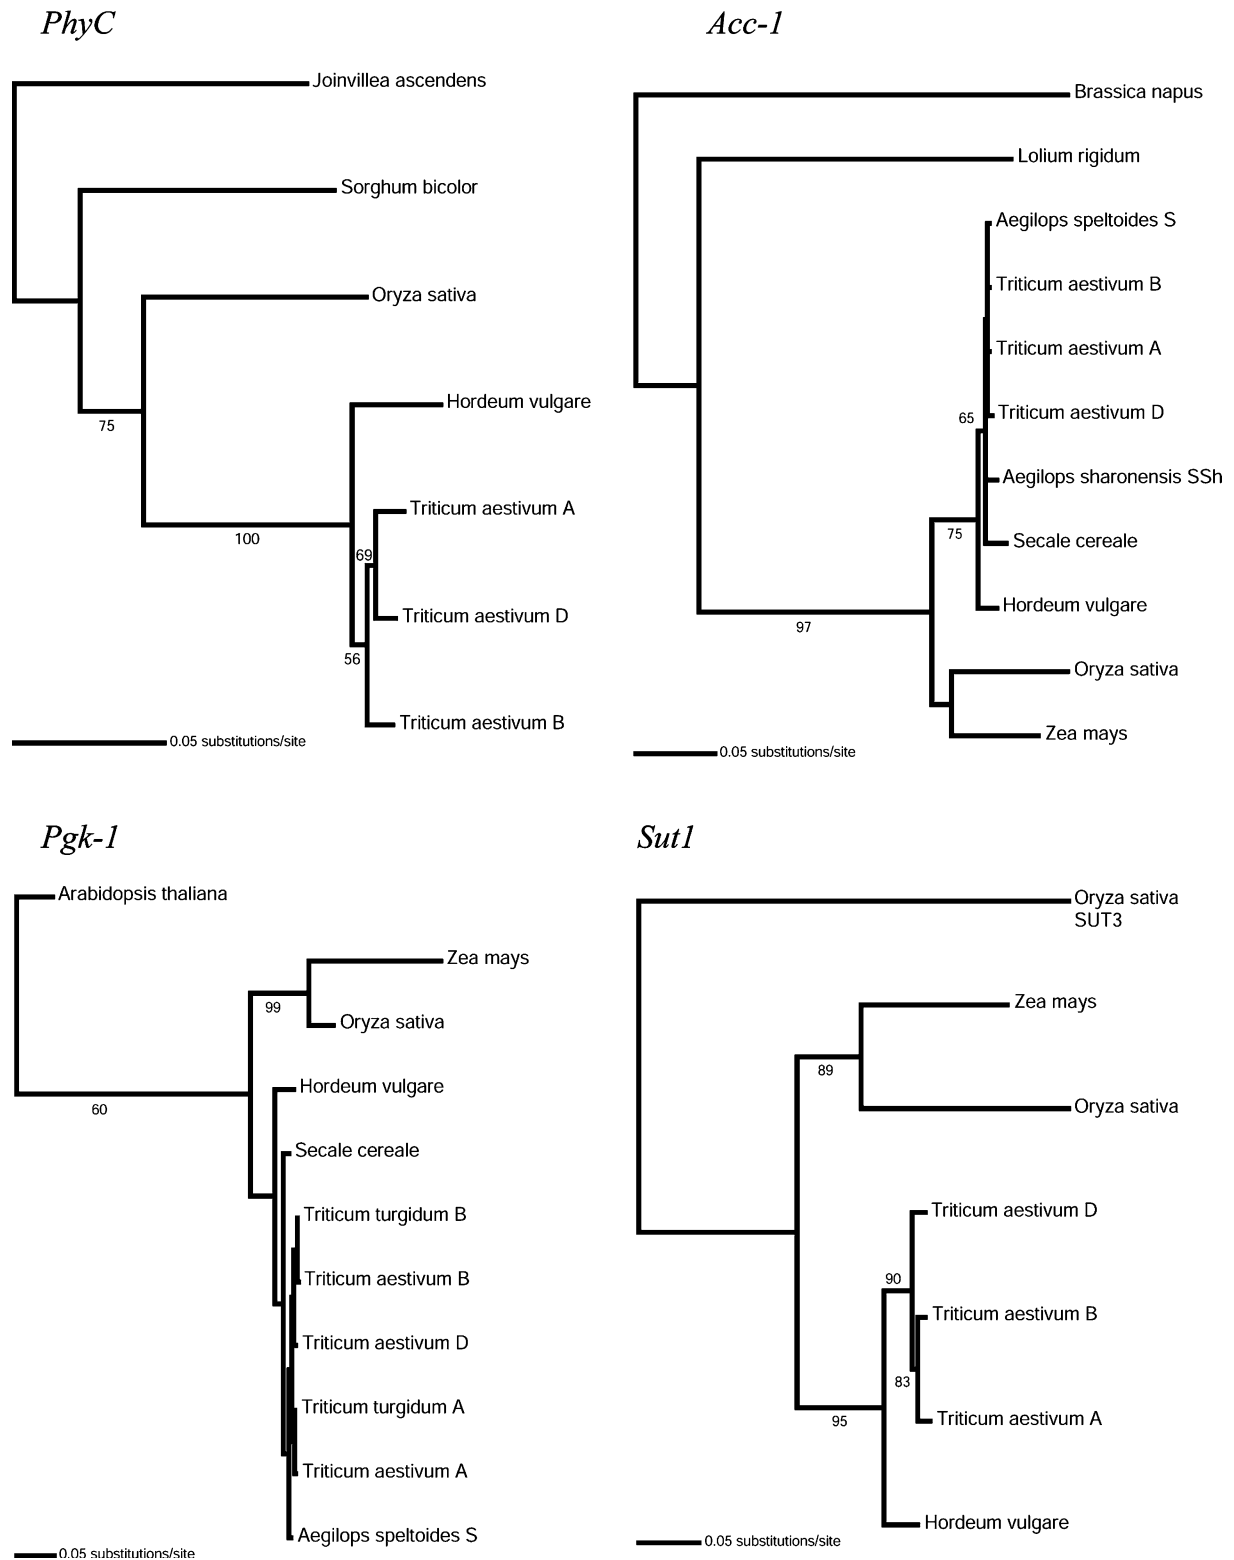 PhyC
Joinvillea ascendens
Sorghum bicolor
Oryza sativa
Hordeum vulgare
75
Triticum aestivum A
100
69
Triticum aestivum D
56
Triticum aestivum B
0.05 substitutions/site
Acc-1
Brassica napus
Lolium rigidum
Aegilops speltoides S
Triticum aestivum B
Triticum aestivum A
Triticum aestivum D
65
Aegilops sharonensis SSh
75
Secale cereale
Hordeum vulgare
97
Oryza sativa
Zea mays
0.05 substitutions/site
Pgk-1
Arabidopsis thaliana
Zea mays
99
Oryza sativa
Hordeum vulgare
60
Secale cereale
Triticum turgidum B
Triticum aestivum B
Triticum aestivum D
Triticum turgidum A
Triticum aestivum A
Aegilops speltoides S
0.05 substitutions/site
Sut1
Oryza sativa
SUT3
Zea mays
89
Oryza sativa
Triticum aestivum D
90
Triticum aestivum B
83
95
Triticum aestivum A
Hordeum vulgare
0.05 substitutions/site